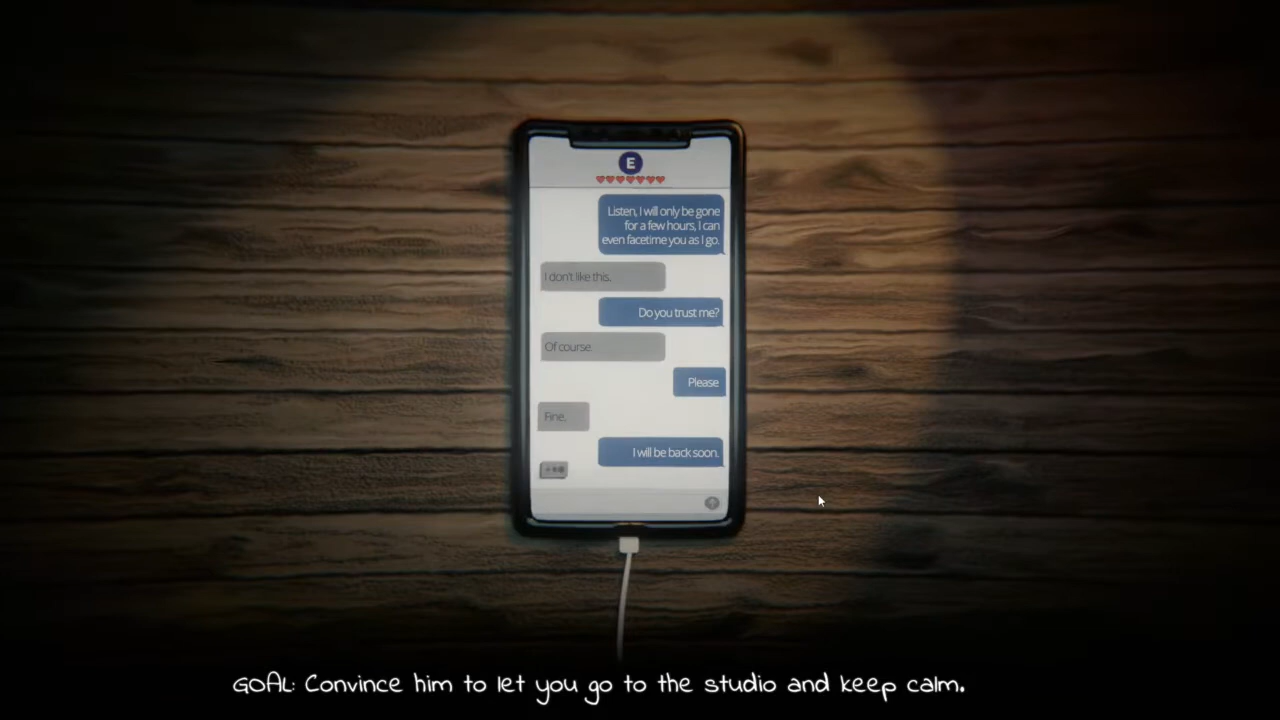 E
Listen, I will only be gone
for a few hours, I can
even facetime you as I go.
I don't like this.
Do you trust me?
Of course.
Please
Fine.
I will be back soon.
GOAL: Convince him to let you go to the studio and keep calm.